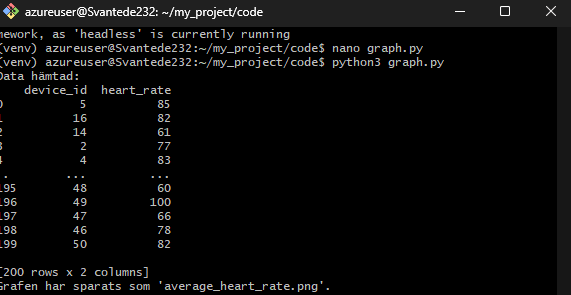 azureuser@Svantede232: ~/my_project/code
mework, as 'headless' is currently running
(venv) azureuser@Svantede232:~/my_project/code$ nano graph.py
(venv) azureuser@Svantede232:~/my_project/code$ python3 graph.py
Data hämtad:
device_id heart_rate
0 5 85
1 16 82
2 14 61
3 2 77
4 4 83
.. ... ...
195 48 60
196 49 100
197 47 66
198 46 78
199 50 82
[200 rows x 2 columns]
Grafen har sparats som 'average_heart_rate.png'.